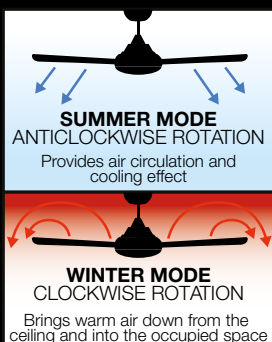 SUMMER MODE
ANTICLOCKWISE ROTATION
Provides air circulation and
cooling effect
WINTER MODE
CLOCKWISE ROTATION
Brings warm air down from the
ceiling and into the occupied space